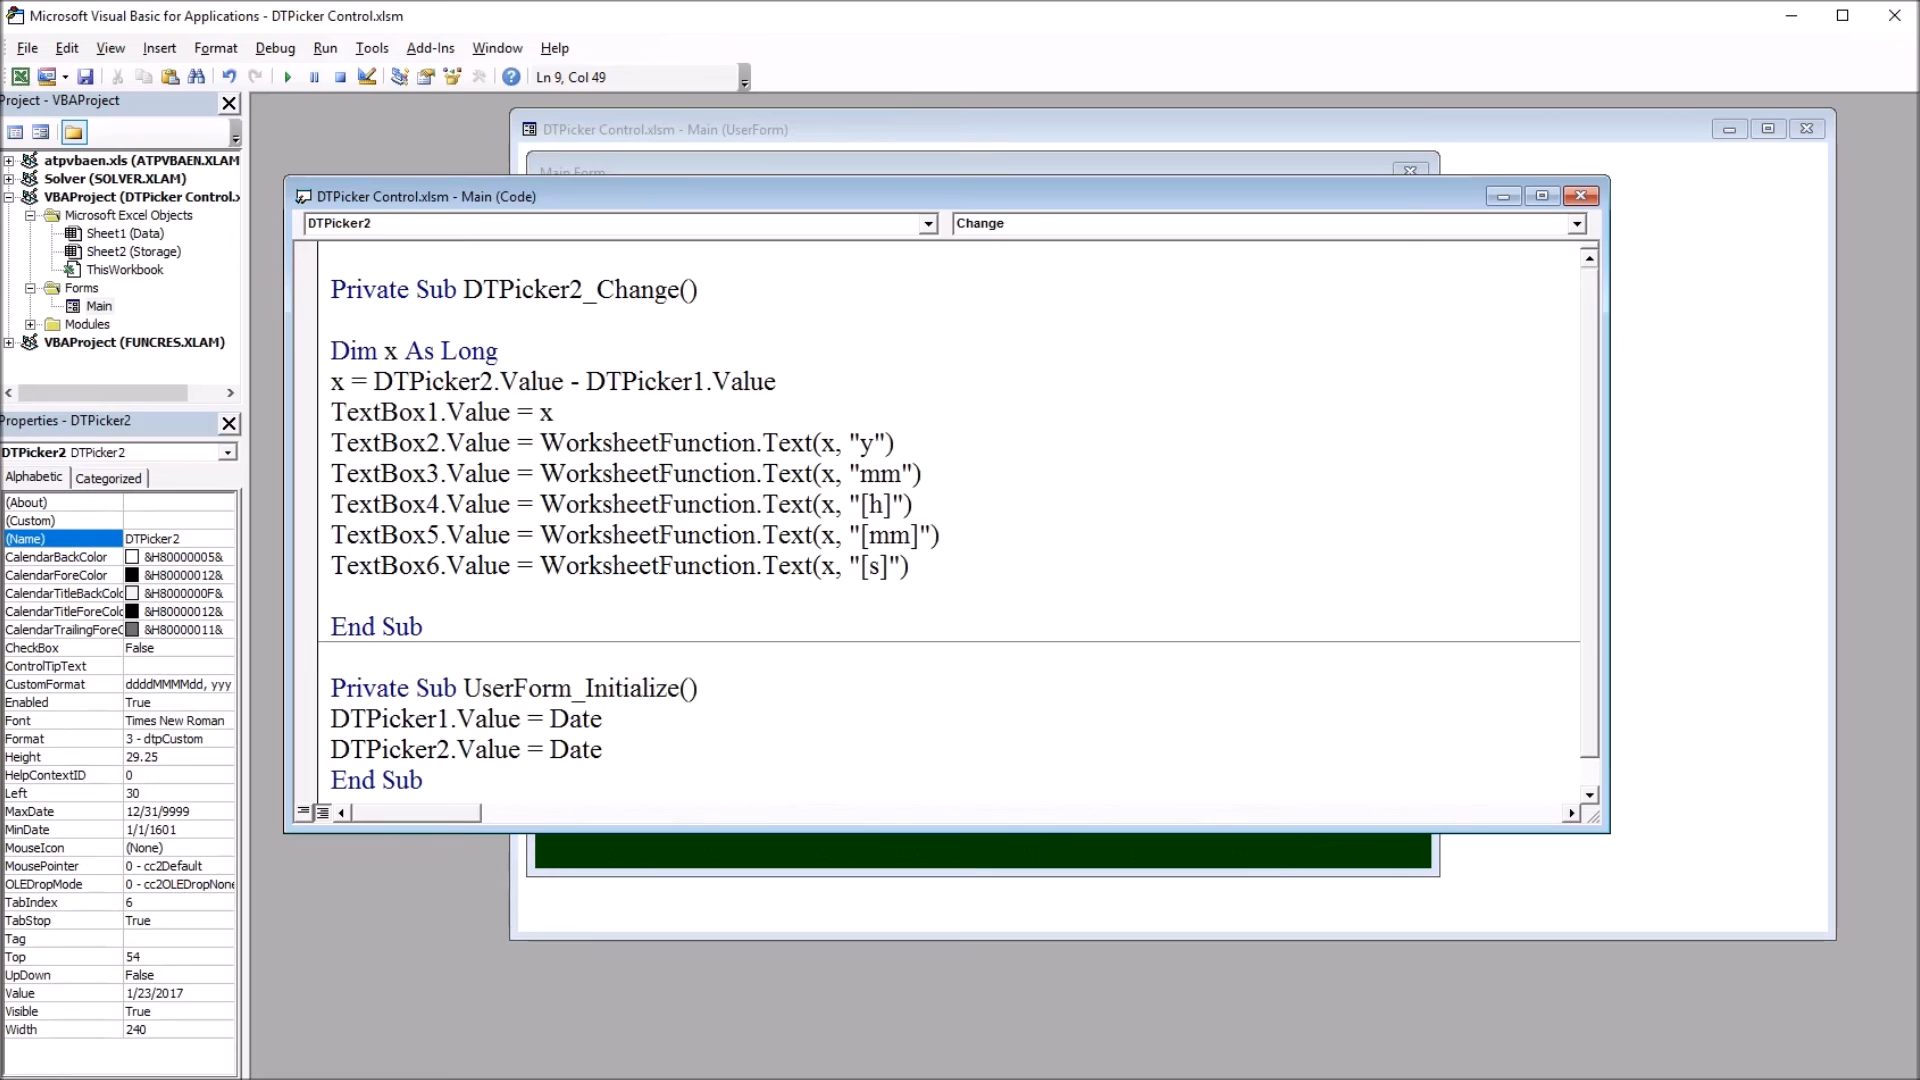 Microsoft Visual Basic for Applications - DTPicker Control.xlsm
File Edit View Insert Format Debug Run Tools Add-Ins Window Help
Ln 9, Col 49
Project - VBAProject
atpvbaen.xls (ATPVBAEN.XLAM
Solver (SOLVER.XLAM)
VBAProject (DTPicker Control.x
Microsoft Excel Objects
Sheet1 (Data)
Sheet2 (Storage)
ThisWorkbook
Forms
Main
Modules
VBAProject (FUNCRES.XLAM)
Properties - DTPicker2
DTPicker2 DTPicker2
Alphabetic Categorized
(About)
(Custom)
(Name) DTPicker2
CalendarBackColor &H80000005&
CalendarForeColor &H80000012&
CalendarTitleBackColo &H8000000F&
CalendarTitleForeColo &H80000012&
CalendarTrailingForeC &H80000011&
CheckBox False
ControlTipText
CustomFormat ddddMMMMdd, yyy
Enabled True
Font Times New Roman
Format 3 - dtpCustom
Height 29.25
HelpContextID 0
Left 30
MaxDate 12/31/9999
MinDate 1/1/1601
MouseIcon (None)
MousePointer 0 - cc2Default
OLEDropMode 0 - cc2OLEDropNone
TabIndex 6
TabStop True
Tag
Top 54
UpDown False
Value 1/23/2017
Visible True
Width 240
DTPicker Control.xlsm - Main (UserForm)
Main Form
DTPicker Control.xlsm - Main (Code)
DTPicker2 Change
Private Sub DTPicker2_Change()
Dim x As Long
x = DTPicker2.Value - DTPicker1.Value
TextBox1.Value = x
TextBox2.Value = WorksheetFunction.Text(x, "y")
TextBox3.Value = WorksheetFunction.Text(x, "mm")
TextBox4.Value = WorksheetFunction.Text(x, "[h]")
TextBox5.Value = WorksheetFunction.Text(x, "[mm]")
TextBox6.Value = WorksheetFunction.Text(x, "[s]")
End Sub
Private Sub UserForm_Initialize()
DTPicker1.Value = Date
DTPicker2.Value = Date
End Sub